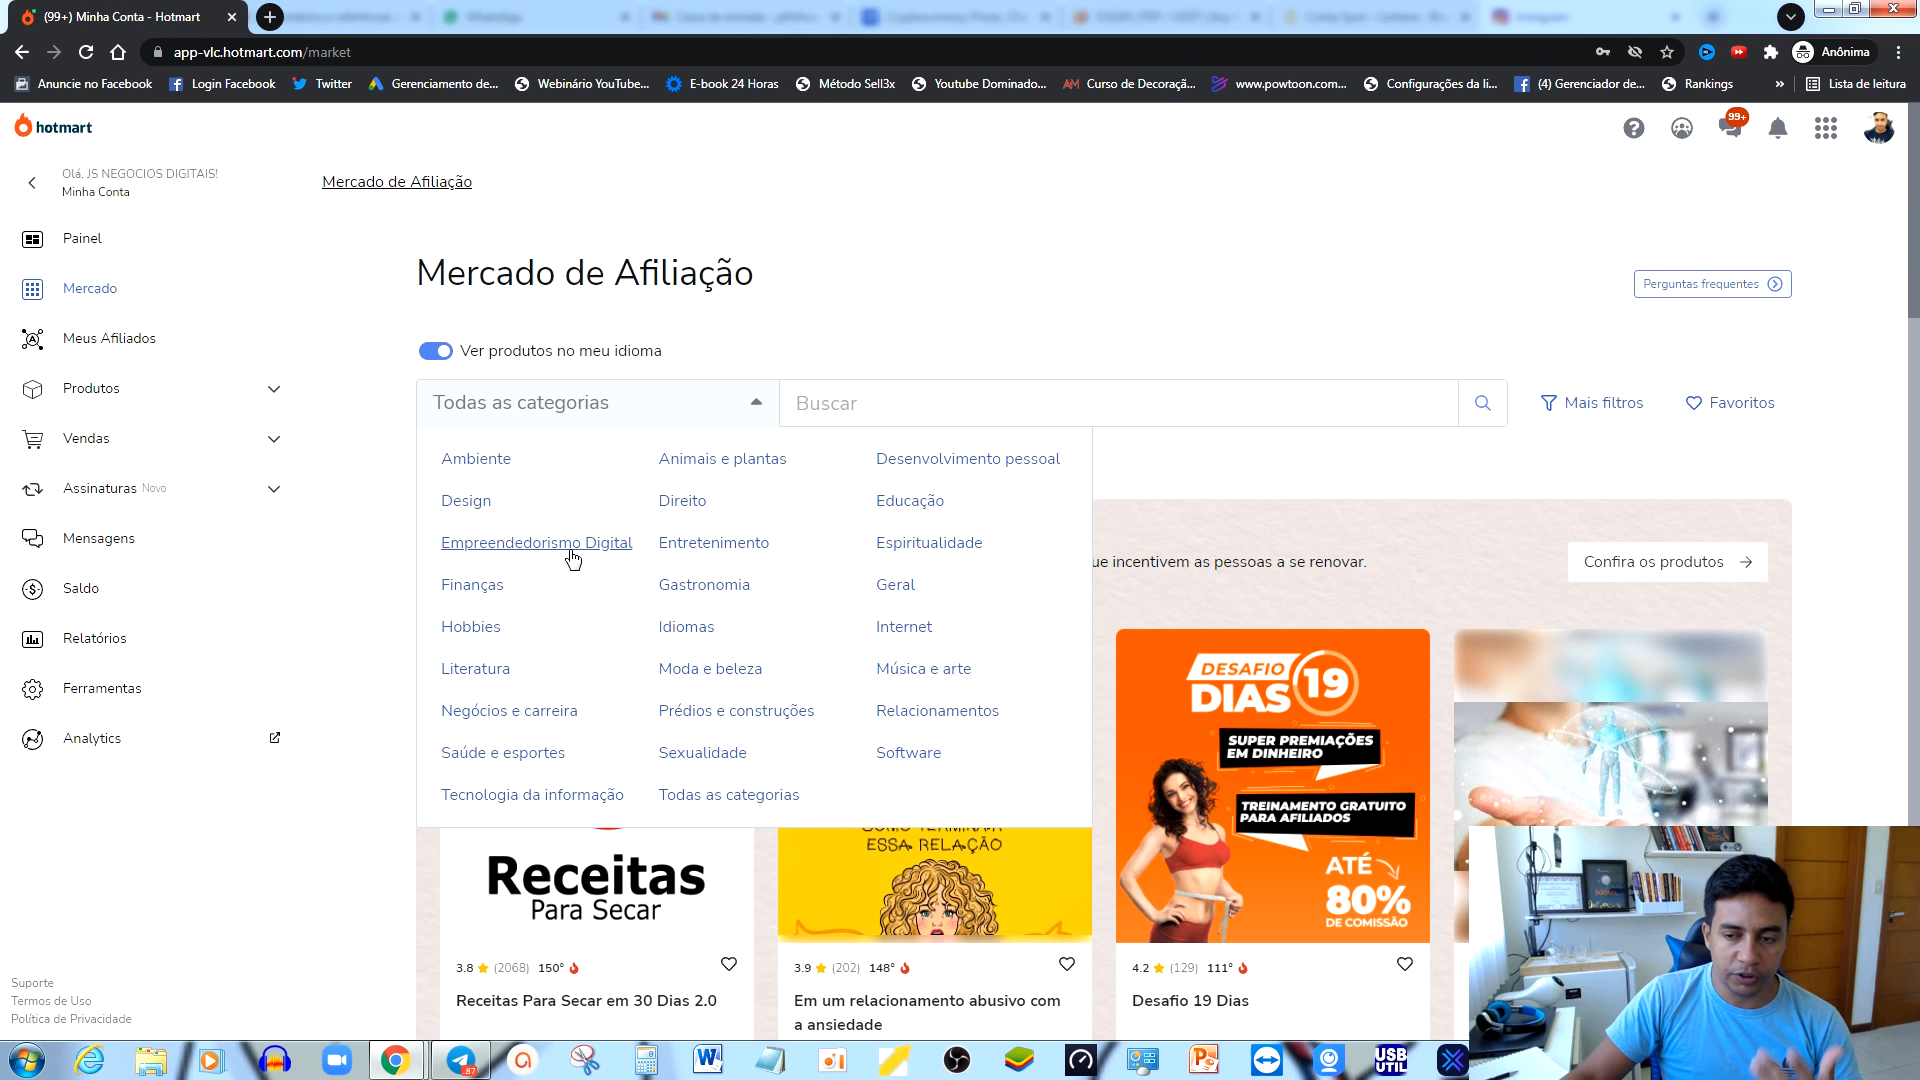 (99+) Minha Conta - Hotmart
WhatsApp
Instagram
app-vlc.hotmart.com/market
Anônima
Anuncie no Facebook
Login Facebook
Twitter
Gerenciamento de...
Webinário YouTube...
E-book 24 Horas
Método Sell3x
Youtube Dominado...
AM Curso de Decoraçã...
www.powtoon.com...
Configurações da li...
(4) Gerenciador de...
Rankings
»
Lista de leitura
hotmart
99+
Olá, JS NEGOCIOS DIGITAIS!
Minha Conta
Mercado de Afiliação
Painel
Mercado
Meus Afiliados
Produtos
Vendas
Assinaturas Novo
Mensagens
Saldo
Relatórios
Ferramentas
Analytics
Suporte
Termos de Uso
Política de Privacidade
Mercado de Afiliação
Perguntas frequentes
Ver produtos no meu idioma
Todas as categorias
Buscar
Mais filtros
Favoritos
Ambiente
Animais e plantas
Desenvolvimento pessoal
Design
Direito
Educação
Empreendedorismo Digital
Entretenimento
Espiritualidade
Finanças
Gastronomia
Geral
Hobbies
Idiomas
Internet
Literatura
Moda e beleza
Música e arte
Negócios e carreira
Prédios e construções
Relacionamentos
Saúde e esportes
Sexualidade
Software
Tecnologia da informação
Todas as categorias
ue incentivem as pessoas a se renovar.
Confira os produtos
Receitas
Para Secar
3.8 (2068) 150°
Receitas Para Secar em 30 Dias 2.0
COMO TERMINAR
ESSA RELAÇÃO
3.9 (202) 148°
Em um relacionamento abusivo com
a ansiedade
DESAFIO
DIAS 19
SUPER PREMIAÇÕES
EM DINHEIRO
TREINAMENTO GRATUITO
PARA AFILIADOS
ATÉ
80%
DE COMISSÃO
4.2 (129) 111°
Desafio 19 Dias
87
USB
UTIL